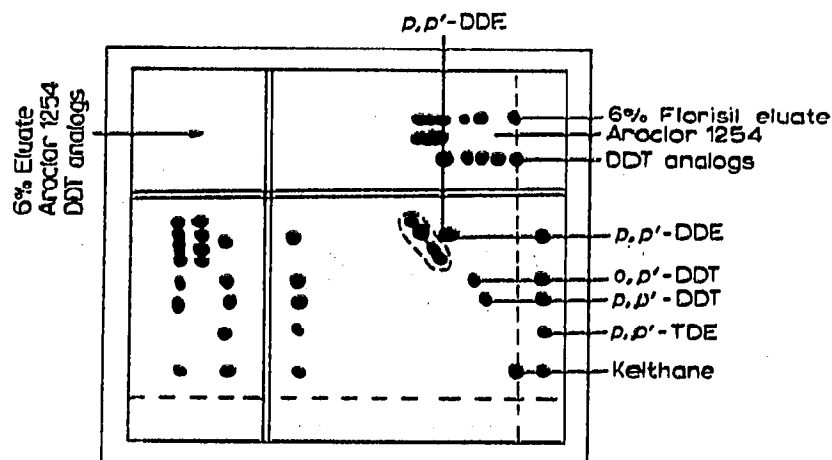 p,p'-DDE
6% Eluate
Aroclor 1254
DDT analogs
6% Florisil eluate
Aroclor 1254
DDT analogs
p,p'-DDE
o,p'-DDT
p,p'-DDT
p,p'-TDE
Kelthane